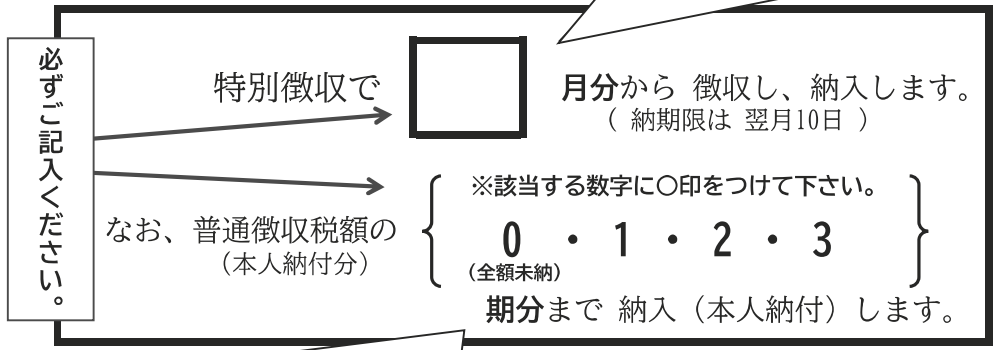 必ずご記入ください。
特別徴収で
月分から 徴収し、納入します。
( 納期限は 翌月10日 )
なお、普通徴収税額の
(本人納付分)
※該当する数字に○印をつけて下さい。
0 ・ 1 ・ 2 ・ 3
(全額未納)
期分まで 納入（本人納付）します。